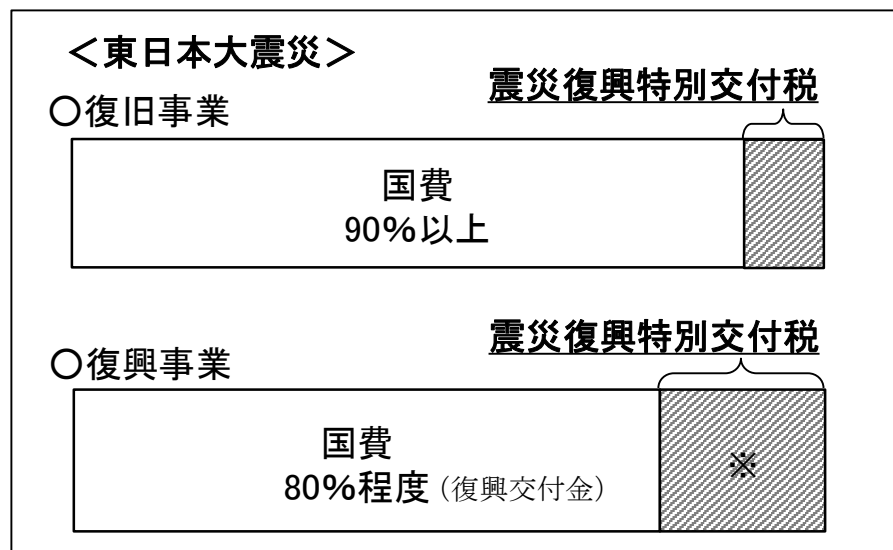 ＜東日本大震災＞
震災復興特別交付税
○復旧事業
国費
90%以上
震災復興特別交付税
○復興事業
国費
80%程度（復興交付金）
※